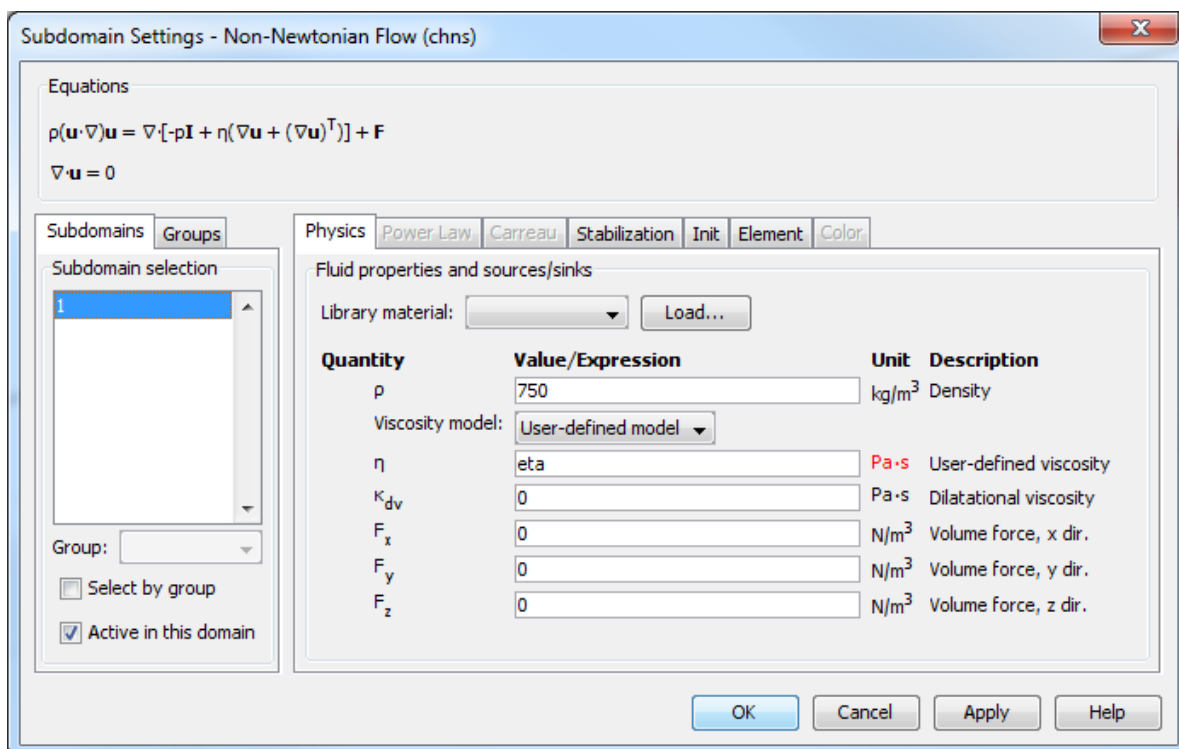 Subdomain Settings - Non-Newtonian Flow (chns)
Equations
ρ(u·∇)u = ∇·[-pI + η(∇u + (∇u)ᵀ)] + F
∇·u = 0
Subdomains Groups
Subdomain selection
1
Group:
Select by group
Active in this domain
Physics Power Law Carreau Stabilization Init Element Color
Fluid properties and sources/sinks
Library material: Load...
Quantity Value/Expression Unit Description
ρ 750 kg/m³ Density
Viscosity model: User-defined model
η eta Pa·s User-defined viscosity
κdv 0 Pa·s Dilatational viscosity
Fx 0 N/m³ Volume force, x dir.
Fy 0 N/m³ Volume force, y dir.
Fz 0 N/m³ Volume force, z dir.
OK Cancel Apply Help